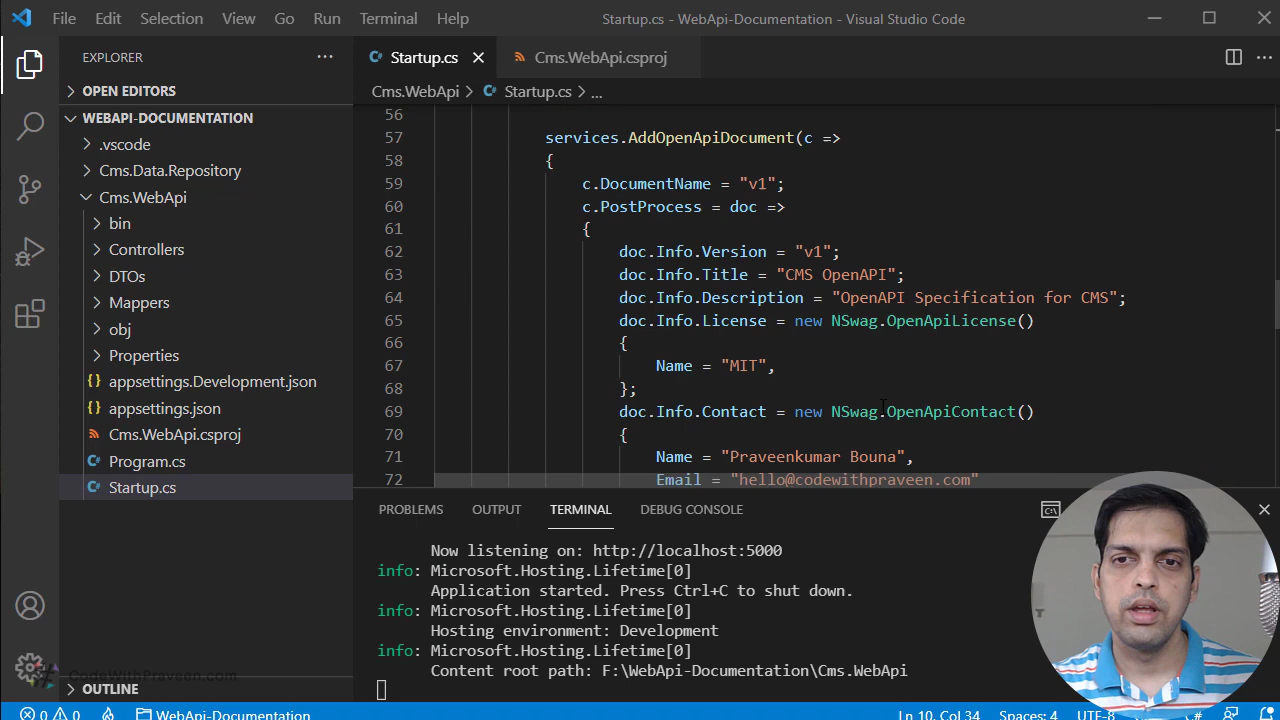 File Edit Selection View Go Run Terminal Help
Startup.cs - WebApi-Documentation - Visual Studio Code
EXPLORER
OPEN EDITORS
WEBAPI-DOCUMENTATION
.vscode
Cms.Data.Repository
Cms.WebApi
bin
Controllers
DTOs
Mappers
obj
Properties
{} appsettings.Development.json
{} appsettings.json
Cms.WebApi.csproj
C# Program.cs
C# Startup.cs
CodeWithPraveen.com
OUTLINE
C# Startup.cs
Cms.WebApi.csproj
Cms.WebApi > C# Startup.cs > ...
56
57 services.AddOpenApiDocument(c =>
58 {
59 c.DocumentName = "v1";
60 c.PostProcess = doc =>
61 {
62 doc.Info.Version = "v1";
63 doc.Info.Title = "CMS OpenAPI";
64 doc.Info.Description = "OpenAPI Specification for CMS";
65 doc.Info.License = new NSwag.OpenApiLicense()
66 {
67 Name = "MIT",
68 };
69 doc.Info.Contact = new NSwag.OpenApiContact()
70 {
71 Name = "Praveenkumar Bouna",
72 Email = "hello@codewithpraveen.com"
PROBLEMS OUTPUT TERMINAL DEBUG CONSOLE
Now listening on: http://localhost:5000
info: Microsoft.Hosting.Lifetime[0]
Application started. Press Ctrl+C to shut down.
info: Microsoft.Hosting.Lifetime[0]
Hosting environment: Development
info: Microsoft.Hosting.Lifetime[0]
Content root path: F:\WebApi-Documentation\Cms.WebApi
0 0 WebApi-Documentation
Ln 10, Col 34 Spaces: 4 UTF-8